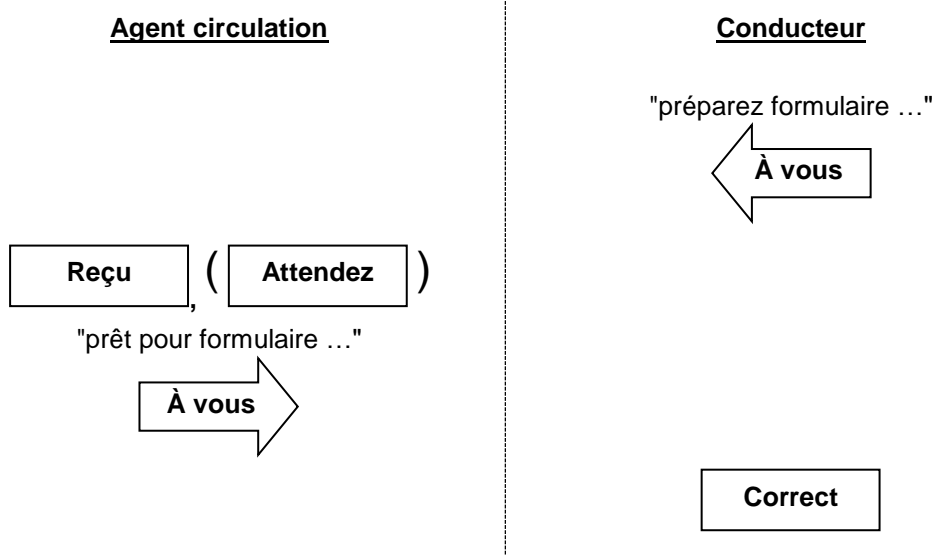 Agent circulation
Conducteur
"préparez formulaire …"
À vous
Reçu, (Attendez)
"prêt pour formulaire …"
À vous
Correct